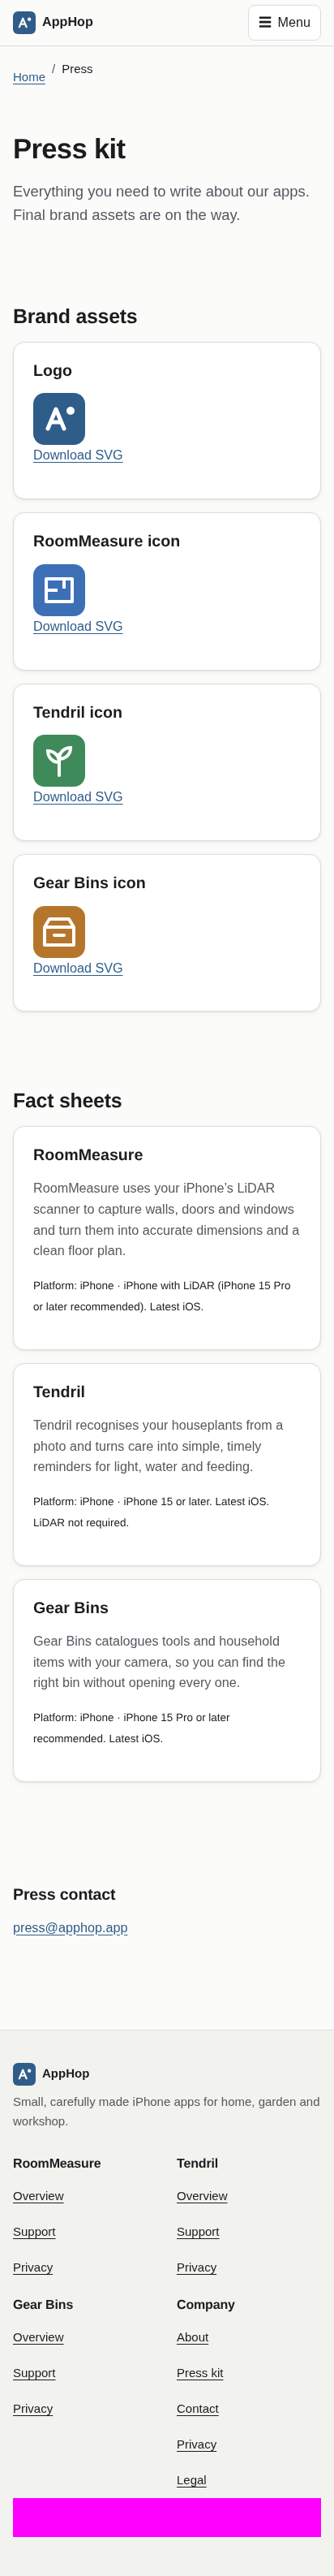 AppHop
Menu
Home / Press
Press kit
Everything you need to write about our apps.
Final brand assets are on the way.
Brand assets
Logo
Download SVG
RoomMeasure icon
Download SVG
Tendril icon
Download SVG
Gear Bins icon
Download SVG
Fact sheets
RoomMeasure
RoomMeasure uses your iPhone’s LiDAR
scanner to capture walls, doors and windows
and turn them into accurate dimensions and a
clean floor plan.
Platform: iPhone · iPhone with LiDAR (iPhone 15 Pro
or later recommended). Latest iOS.
Tendril
Tendril recognises your houseplants from a
photo and turns care into simple, timely
reminders for light, water and feeding.
Platform: iPhone · iPhone 15 or later. Latest iOS.
LiDAR not required.
Gear Bins
Gear Bins catalogues tools and household
items with your camera, so you can find the
right bin without opening every one.
Platform: iPhone · iPhone 15 Pro or later
recommended. Latest iOS.
Press contact
press@apphop.app
AppHop
Small, carefully made iPhone apps for home, garden and
workshop.
RoomMeasure
Overview
Support
Privacy
Tendril
Overview
Support
Privacy
Gear Bins
Overview
Support
Privacy
Company
About
Press kit
Contact
Privacy
Legal